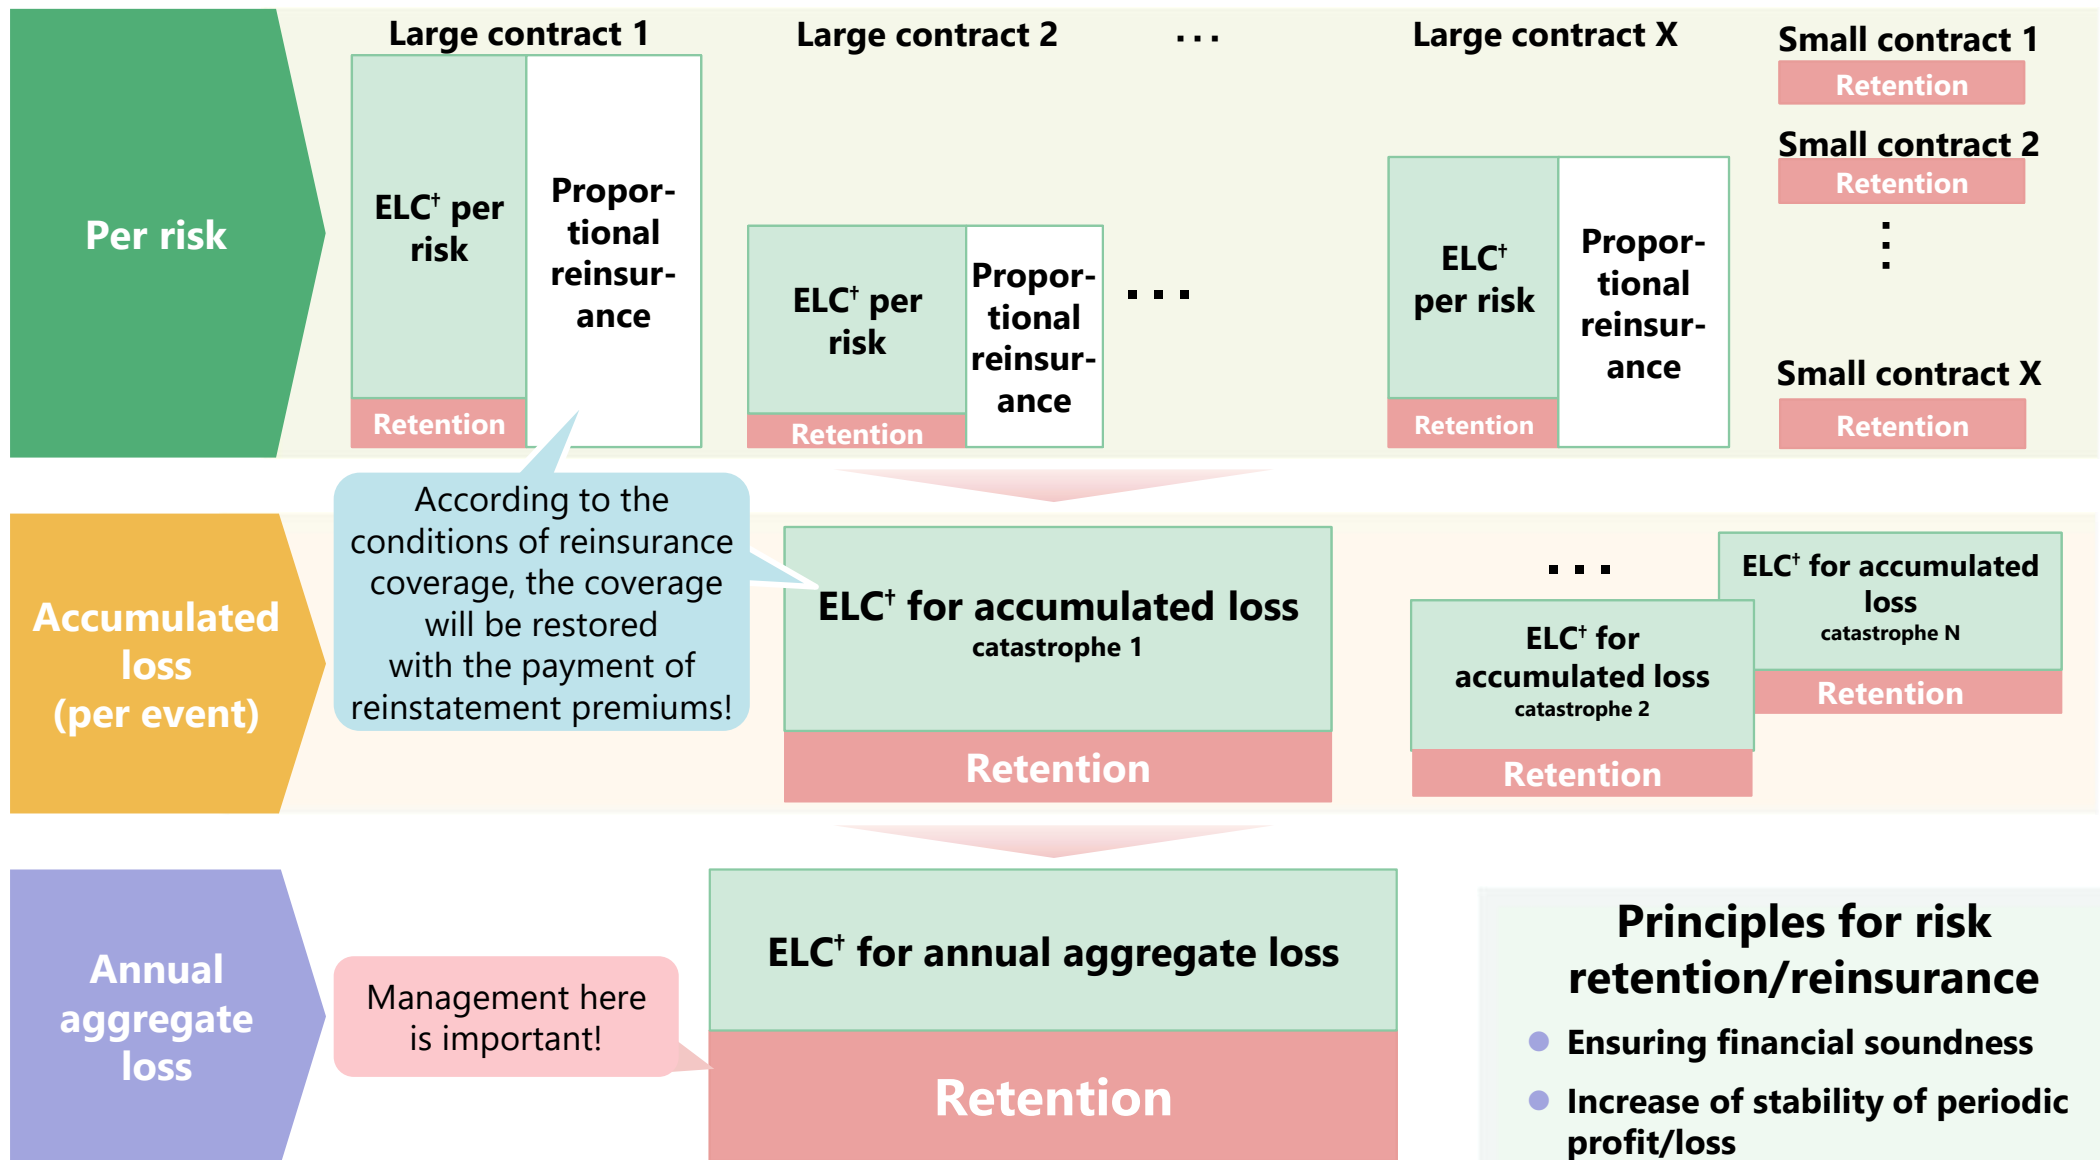 Per risk
Large contract 1
ELC† per
risk
Retention
Propor-
tional
reinsur-
ance
Large contract 2
ELC† per
risk
Retention
Propor-
tional
reinsur-
ance
...
...
Large contract X
ELC†
per risk
Retention
Propor-
tional
reinsur-
ance
Small contract 1
Retention
Small contract 2
Retention
Small contract X
Retention
According to the
conditions of reinsurance
coverage, the coverage
will be restored
with the payment of
reinstatement premiums!
Accumulated
loss
(per event)
ELC† for accumulated loss
catastrophe 1
Retention
...
ELC† for
accumulated loss
catastrophe 2
Retention
ELC† for accumulated
loss
catastrophe N
Retention
Annual
aggregate
loss
Management here
is important!
ELC† for annual aggregate loss
Retention
Principles for risk
retention/reinsurance
● Ensuring financial soundness
● Increase of stability of periodic
profit/loss